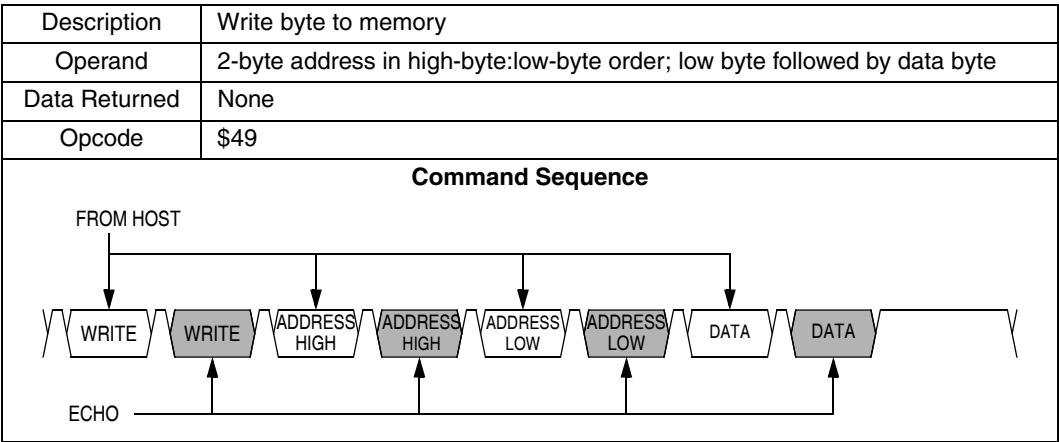 Description Write byte to memory
Operand 2-byte address in high-byte:low-byte order; low byte followed by data byte
Data Returned None
Opcode $49
Command Sequence
FROM HOST
WRITE WRITE ADDRESS HIGH ADDRESS HIGH ADDRESS LOW ADDRESS LOW DATA DATA
ECHO